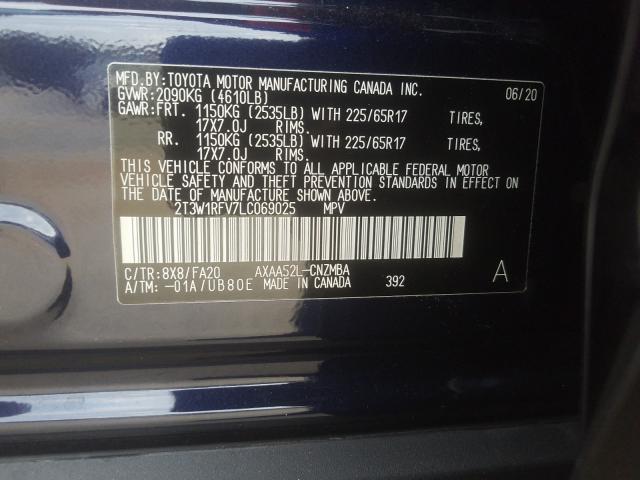 MFD.BY:TOYOTA MOTOR MANUFACTURING CANADA INC. 06/20
GVWR:2090KG (4610LB)
GAWR:FRT. 1150KG (2535LB) WITH 225/65R17 TIRES,
17X7.0J RIMS.
RR. 1150KG (2535LB) WITH 225/65R17 TIRES,
17X7.0J RIMS.
THIS VEHICLE CONFORMS TO ALL APPLICABLE FEDERAL MOTOR
VEHICLE SAFETY AND THEFT PREVENTION STANDARDS IN EFFECT ON
THE DATE OF MANUFACTURE SHOWN ABOVE.
2T3W1RFV7LC069025 MPV
C/TR:8X8/FA20 AXAA52L-CNZMBA A
A/TM:-01A/UB80E MADE IN CANADA 392